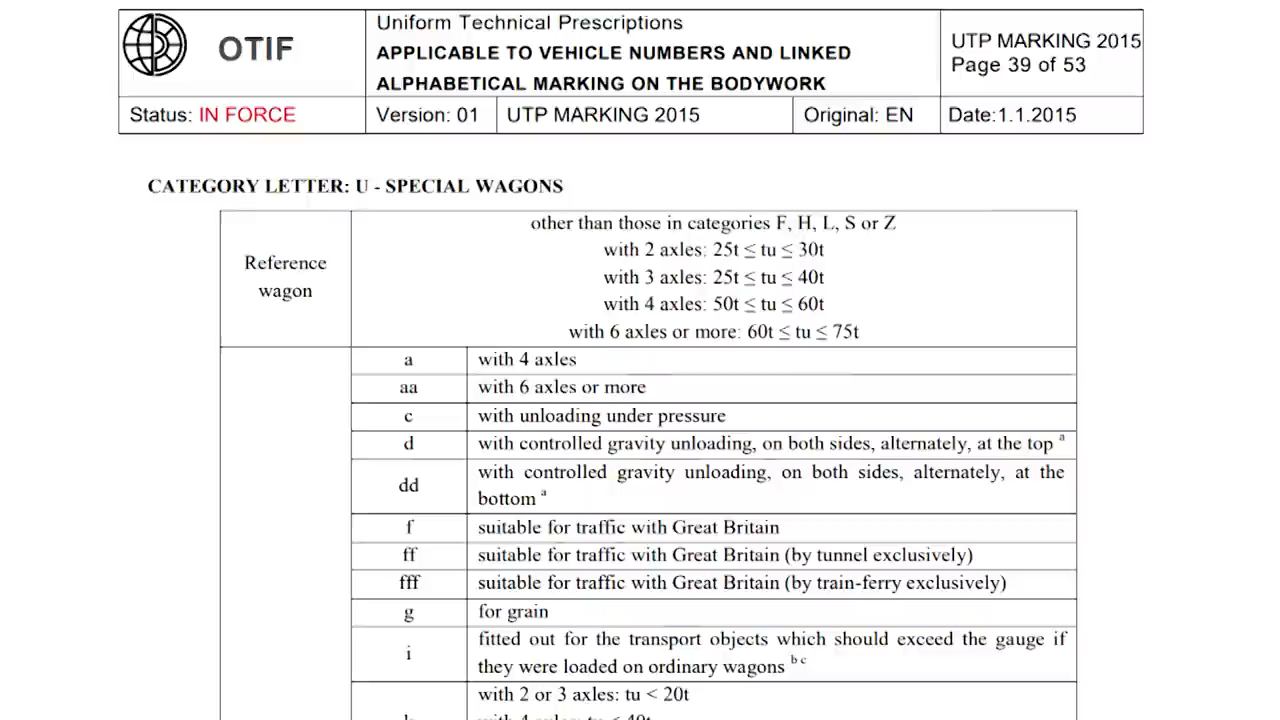 OTIF
Uniform Technical Prescriptions
APPLICABLE TO VEHICLE NUMBERS AND LINKED
ALPHABETICAL MARKING ON THE BODYWORK
UTP MARKING 2015
Page 39 of 53
Status: IN FORCE
Version: 01
UTP MARKING 2015
Original: EN
Date:1.1.2015
CATEGORY LETTER: U - SPECIAL WAGONS
Reference
wagon
other than those in categories F, H, L, S or Z
with 2 axles: 25t ≤ tu ≤ 30t
with 3 axles: 25t ≤ tu ≤ 40t
with 4 axles: 50t ≤ tu ≤ 60t
with 6 axles or more: 60t ≤ tu ≤ 75t
a with 4 axles
aa with 6 axles or more
c with unloading under pressure
d with controlled gravity unloading, on both sides, alternately, at the top a
dd with controlled gravity unloading, on both sides, alternately, at the
bottom a
f suitable for traffic with Great Britain
ff suitable for traffic with Great Britain (by tunnel exclusively)
fff suitable for traffic with Great Britain (by train-ferry exclusively)
g for grain
i fitted out for the transport objects which should exceed the gauge if
they were loaded on ordinary wagons b c
with 2 or 3 axles: tu < 20t
with 4 axles: tu < 40t